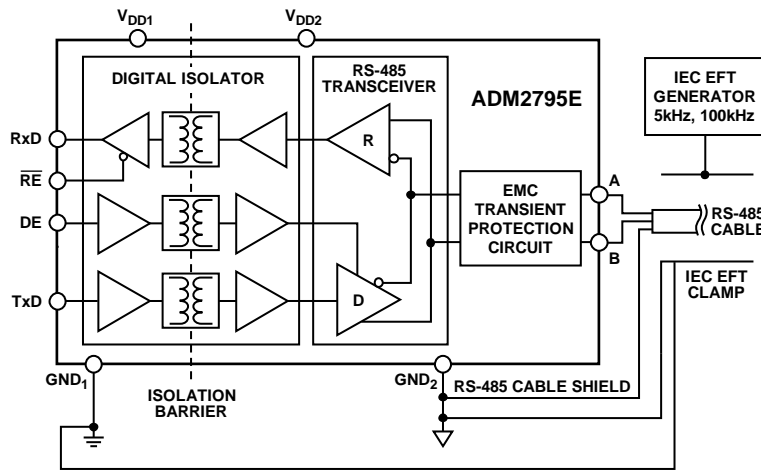 VDD1
VDD2
DIGITAL ISOLATOR
RS-485
TRANSCEIVER
ADM2795E
IEC EFT
GENERATOR
5kHz, 100kHz
RxD
R
RE
EMC
TRANSIENT
PROTECTION
CIRCUIT
A
DE
RS-485
CABLE
B
TxD
D
IEC EFT
CLAMP
GND1
ISOLATION
BARRIER
GND2
RS-485 CABLE SHIELD